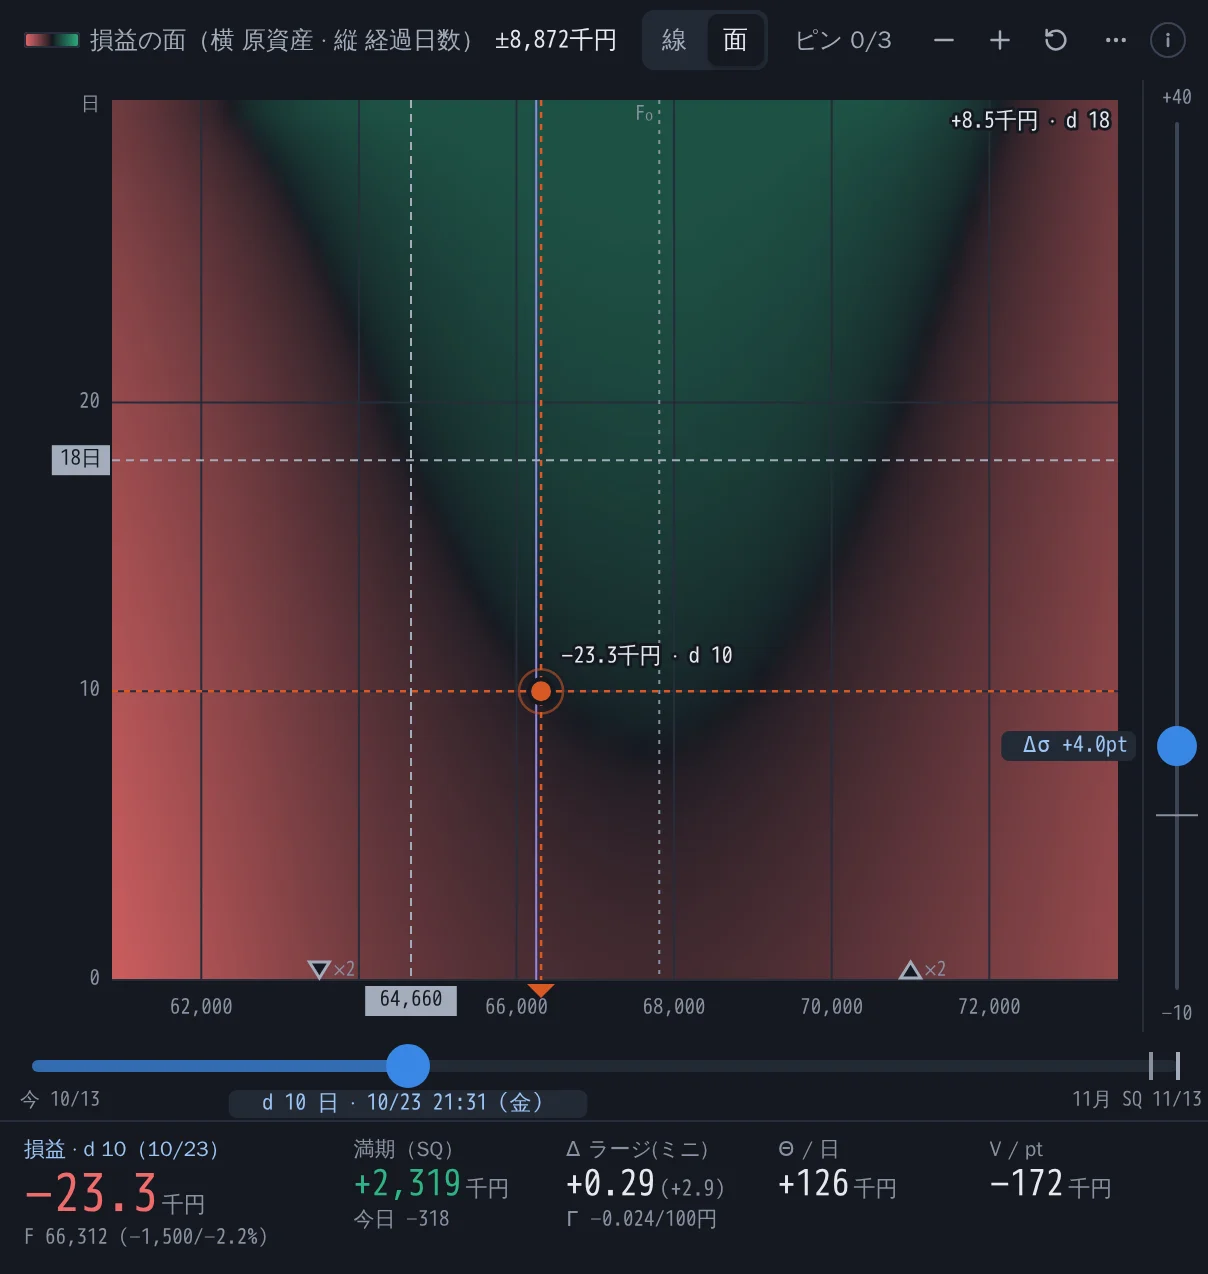 損益の面（横 原資産 · 縦 経過日数） ±8,872千円 線 面 ピン 0/3 − + ··· i
日 F₀ +8.5千円 · d 18 +40
20
18日
−23.3千円 · d 10
10
Δσ +4.0pt
0 ×2 ×2
62,000 64,660 66,000 68,000 70,000 72,000 −10
今 10/13 d 10 日 · 10/23 21:31（金） 11月 SQ 11/13
損益 · d 10（10/23） 満期（SQ） Δ ラージ(ミニ) Θ / 日 V / pt
−23.3千円 +2,319千円 +0.29(+2.9) +126千円 −172千円
F 66,312 (−1,500/−2.2%) 今日 −318 Γ −0.024/100円